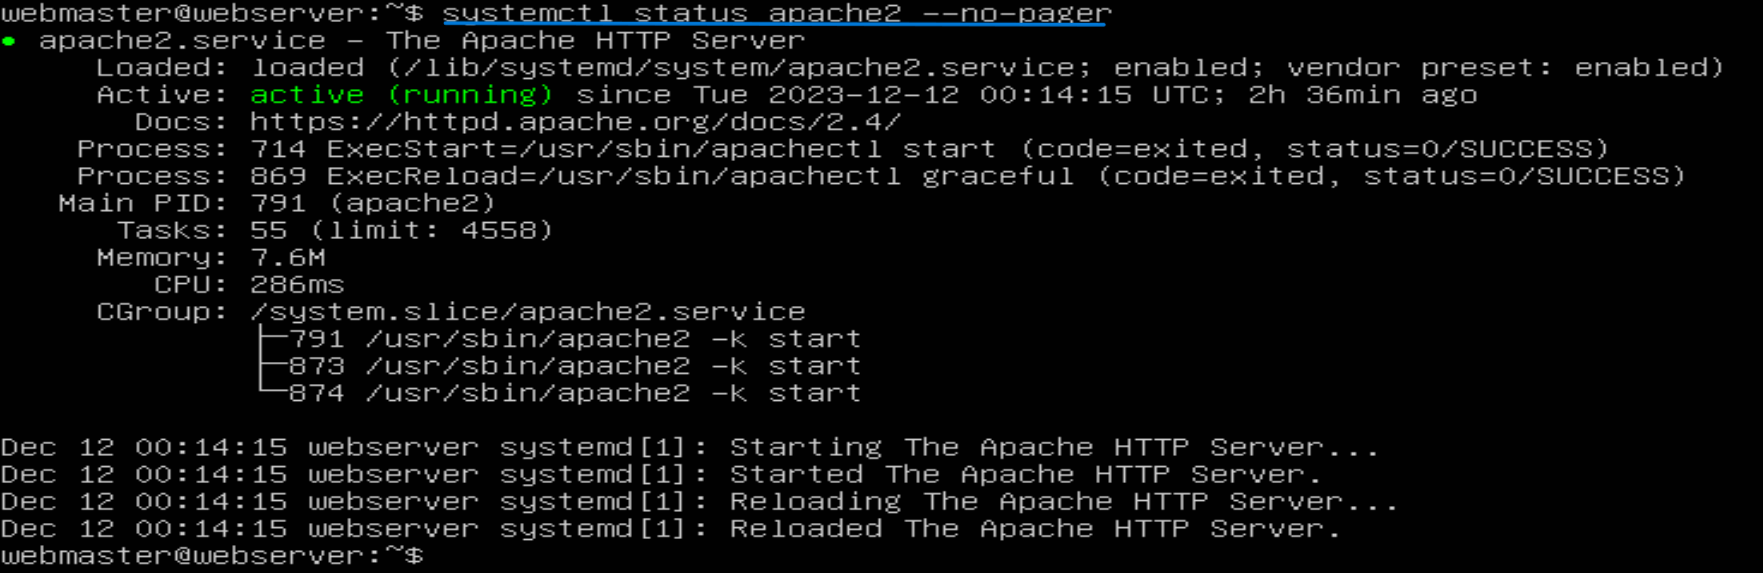 webmaster@webserver:~$ systemctl status apache2 --no-pager
● apache2.service - The Apache HTTP Server
     Loaded: loaded (/lib/systemd/system/apache2.service; enabled; vendor preset: enabled)
     Active: active (running) since Tue 2023-12-12 00:14:15 UTC; 2h 36min ago
       Docs: https://httpd.apache.org/docs/2.4/
    Process: 714 ExecStart=/usr/sbin/apachectl start (code=exited, status=0/SUCCESS)
    Process: 869 ExecReload=/usr/sbin/apachectl graceful (code=exited, status=0/SUCCESS)
   Main PID: 791 (apache2)
      Tasks: 55 (limit: 4558)
     Memory: 7.6M
        CPU: 286ms
     CGroup: /system.slice/apache2.service
             ├─791 /usr/sbin/apache2 -k start
             ├─873 /usr/sbin/apache2 -k start
             └─874 /usr/sbin/apache2 -k start
Dec 12 00:14:15 webserver systemd[1]: Starting The Apache HTTP Server...
Dec 12 00:14:15 webserver systemd[1]: Started The Apache HTTP Server.
Dec 12 00:14:15 webserver systemd[1]: Reloading The Apache HTTP Server...
Dec 12 00:14:15 webserver systemd[1]: Reloaded The Apache HTTP Server.
webmaster@webserver:~$